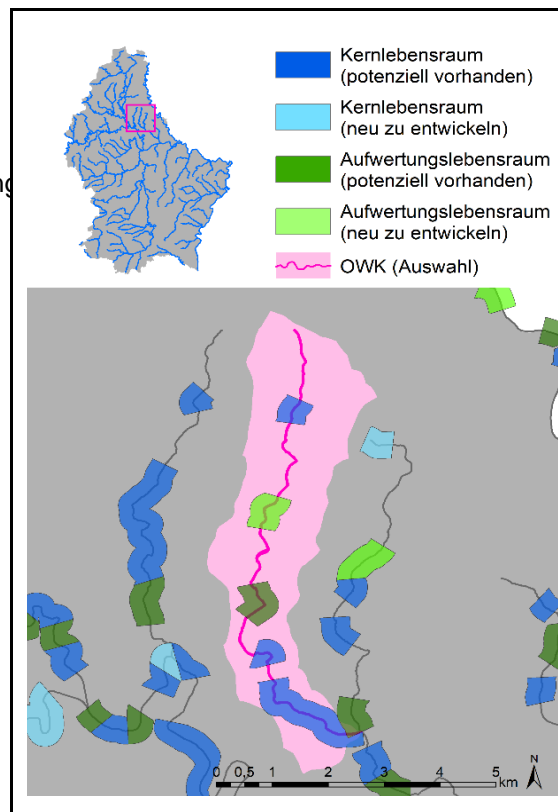 Kernlebensraum
(potenziell vorhanden)
Kernlebensraum
(neu zu entwickeln)
Aufwertungslebensraum
(potenziell vorhanden)
Aufwertungslebensraum
(neu zu entwickeln)
OWK (Auswahl)
N
0 0,5 1 2 3 4 5
km